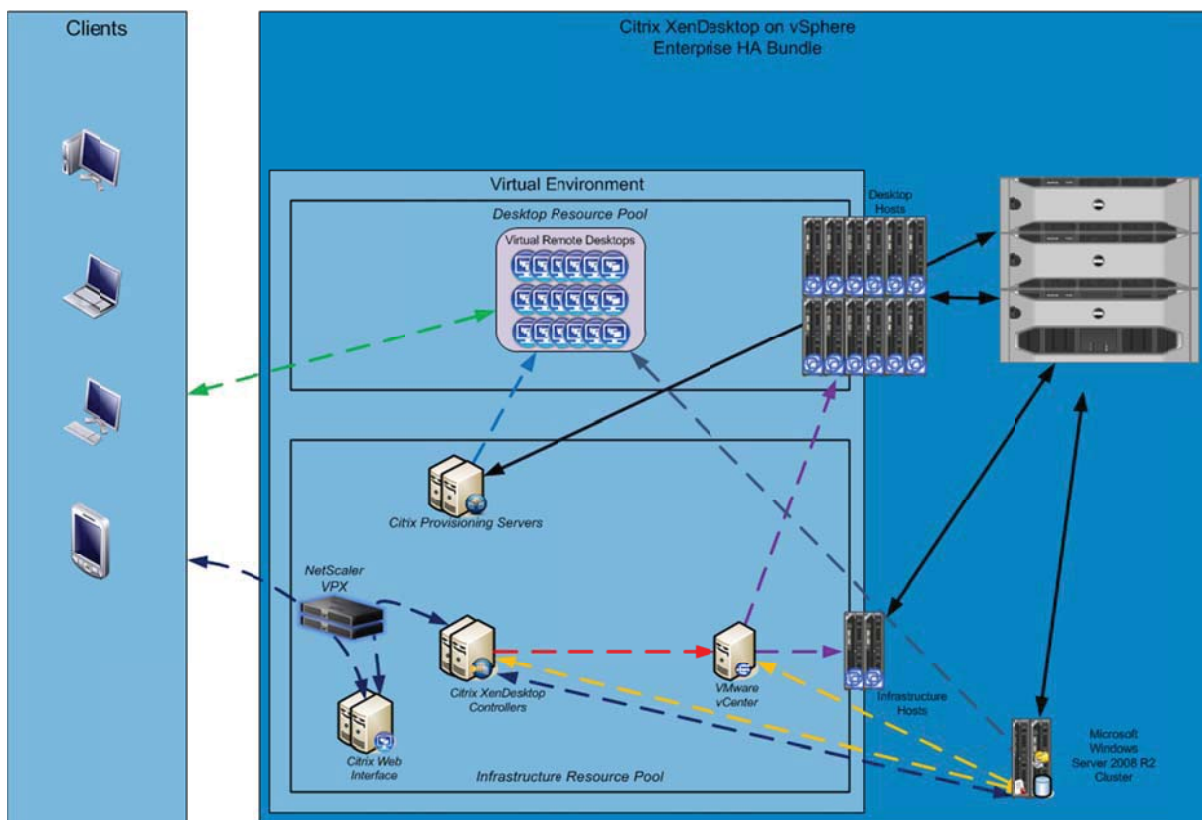 Clients
Citrix XenDesktop on vSphere
Enterprise HA Bundle
Virtual Environment
Desktop Resource Pool
Virtual Remote Desktops
Desktop
Hosts
Citrix Provisioning Servers
NetScaler
VPX
Citrix XenDesktop
Controllers
VMware
vCenter
Infrastructure
Hosts
Citrix Web
Interface
Infrastructure Resource Pool
Microsoft
Windows
Server 2008 R2
Cluster